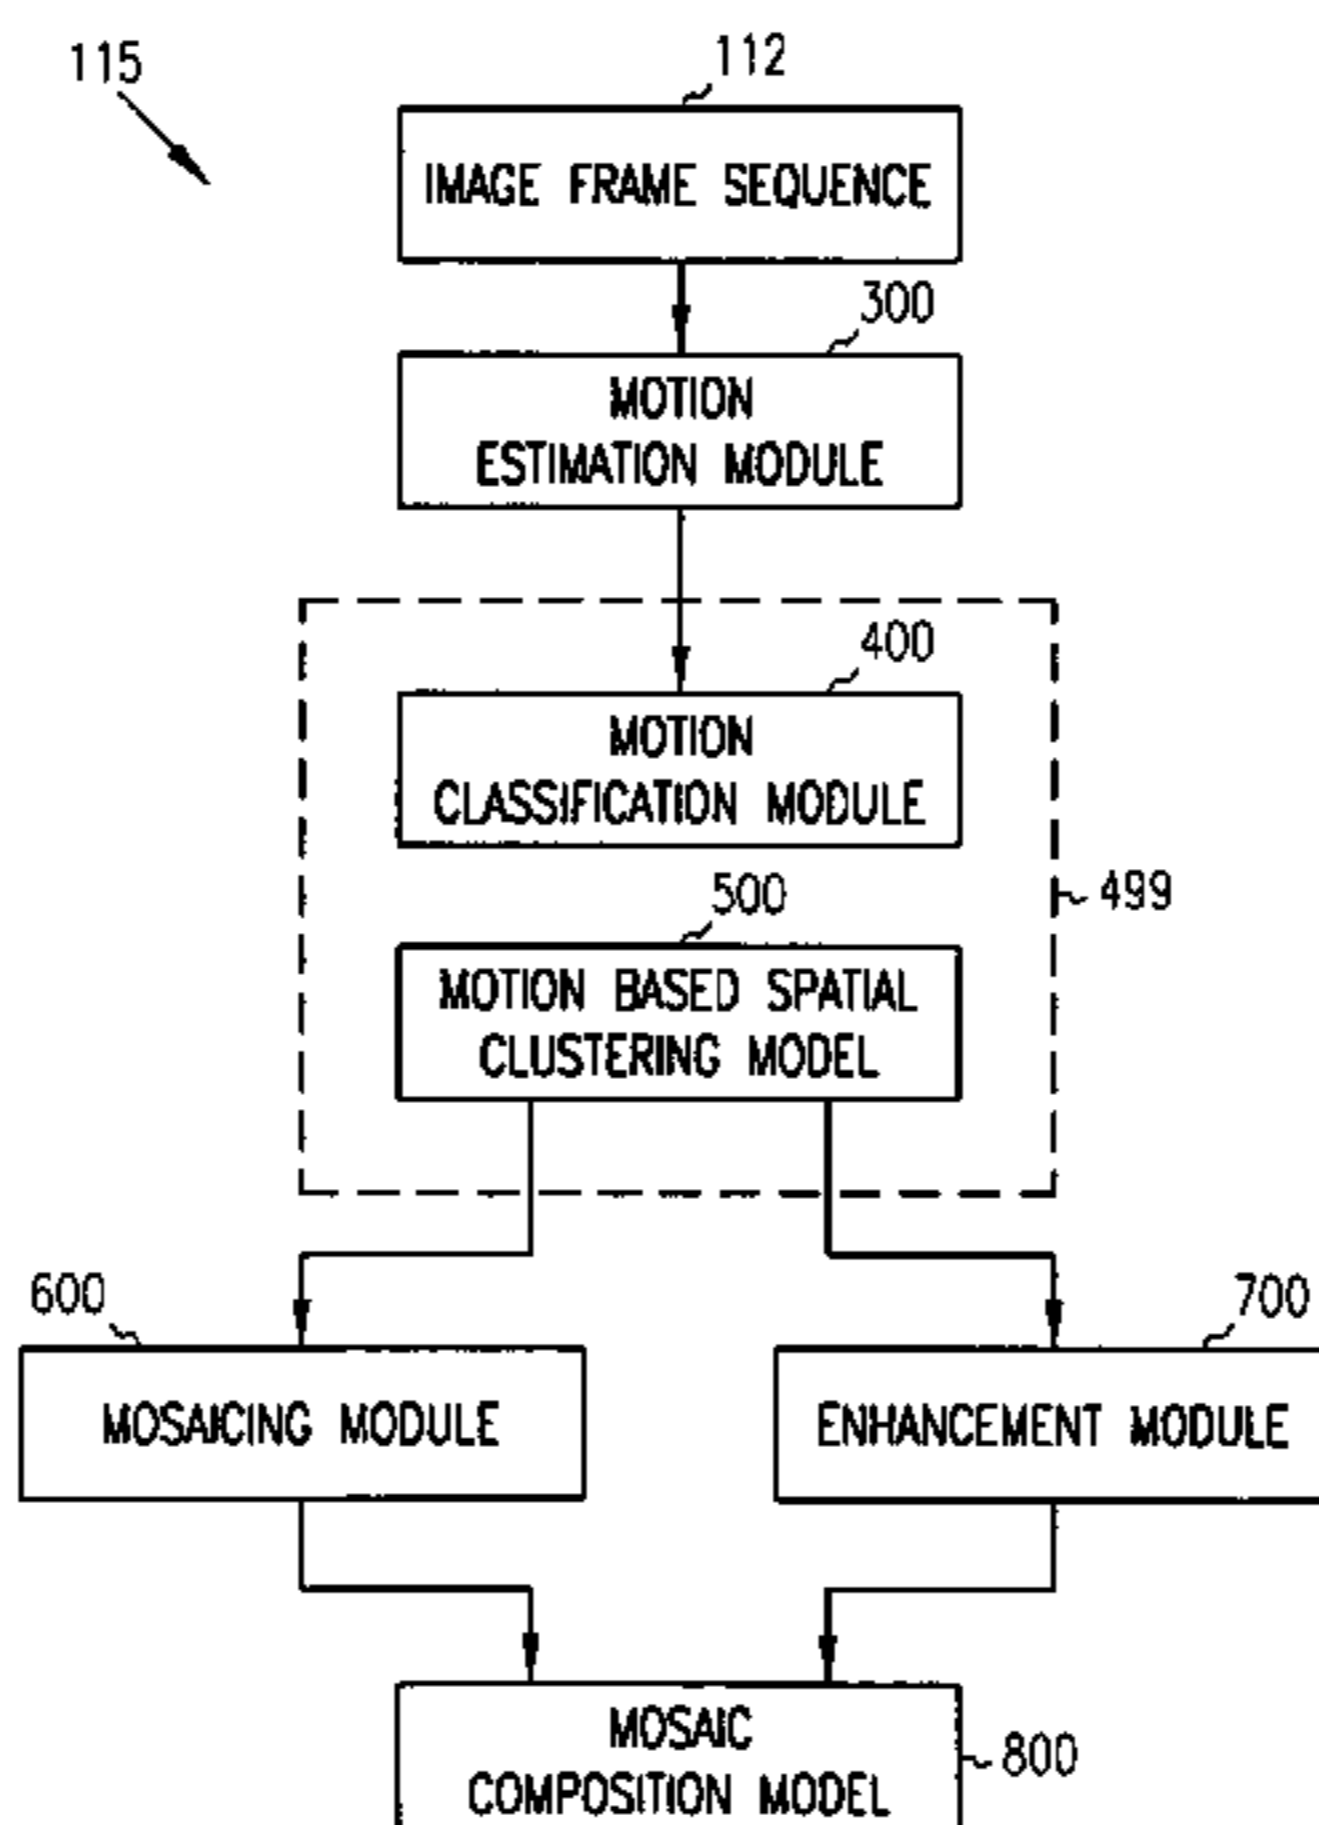 115
112
IMAGE FRAME SEQUENCE
300
MOTION
ESTIMATION MODULE
400
MOTION
CLASSIFICATION MODULE
499
500
MOTION BASED SPATIAL
CLUSTERING MODEL
600
MOSAICING MODULE
700
ENHANCEMENT MODULE
MOSAIC
COMPOSITION MODEL
800